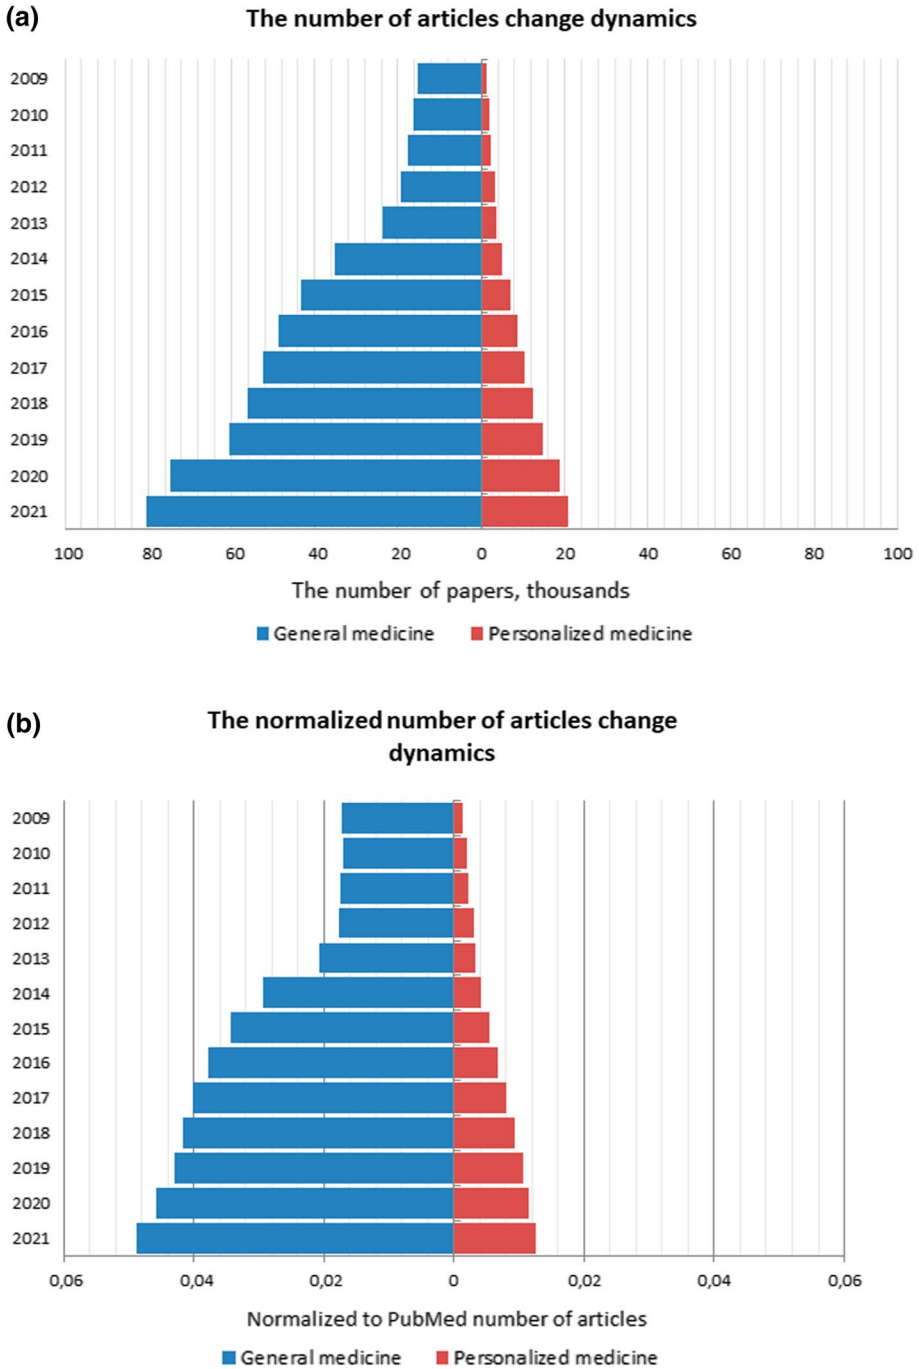 (a)
The number of articles change dynamics
2009
2010
2011
2012
2013
2014
2015
2016
2017
2018
2019
2020
2021
100 80 60 40 20 0 20 40 60 80 100
The number of papers, thousands
General medicine Personalized medicine
(b)
The normalized number of articles change
dynamics
2009
2010
2011
2012
2013
2014
2015
2016
2017
2018
2019
2020
2021
0,06 0,04 0,02 0 0,02 0,04 0,06
Normalized to PubMed number of articles
General medicine Personalized medicine